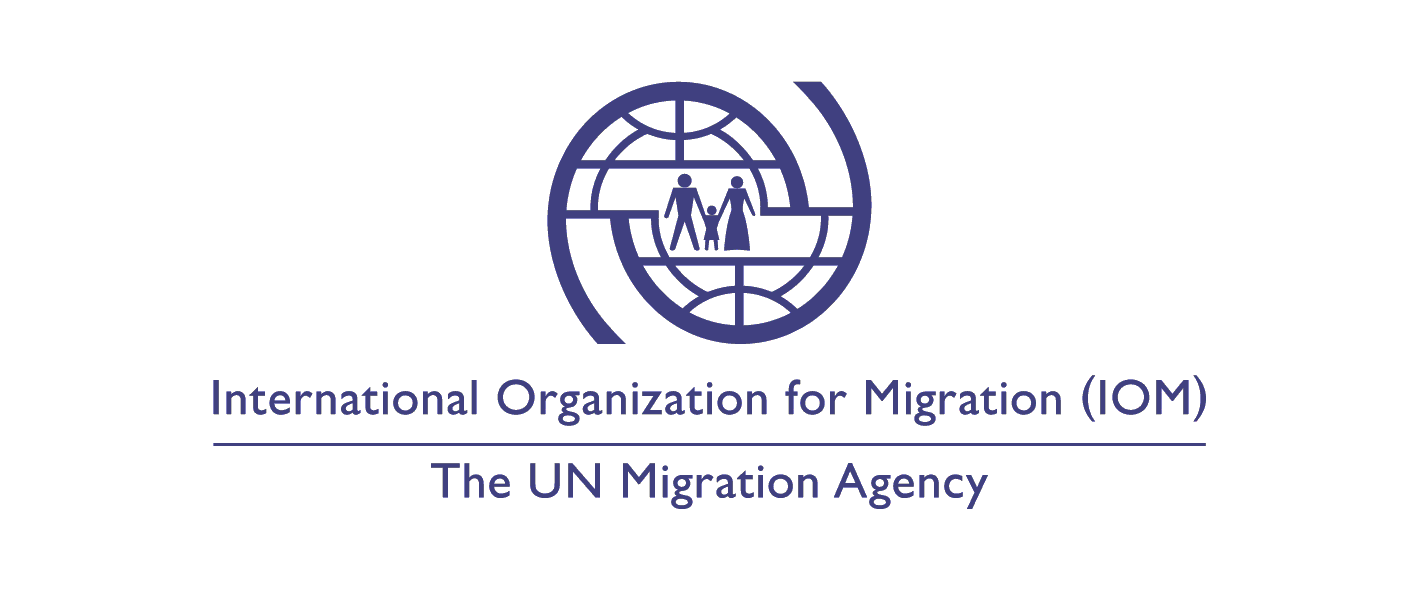 International Organization for Migration (IOM)
The UN Migration Agency